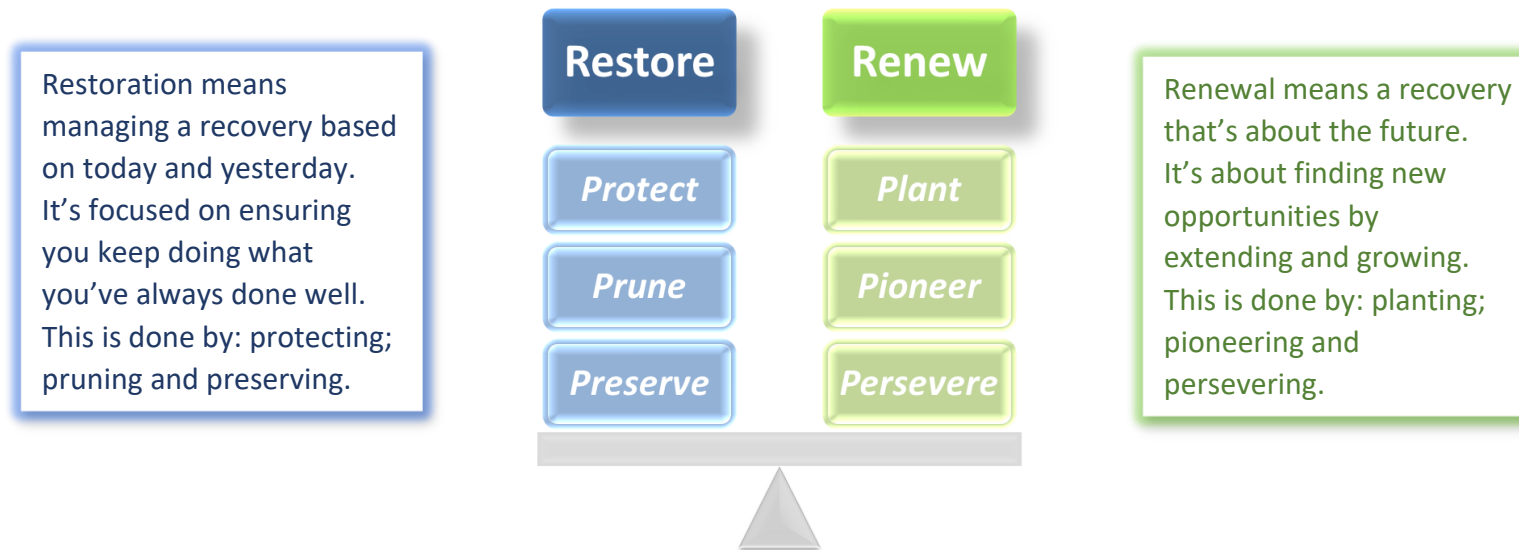 Restoration means
managing a recovery based
on today and yesterday.
It’s focused on ensuring
you keep doing what
you’ve always done well.
This is done by: protecting;
pruning and preserving.
Restore
Protect
Prune
Preserve
Renew
Plant
Pioneer
Persevere
Renewal means a recovery
that’s about the future.
It’s about finding new
opportunities by
extending and growing.
This is done by: planting;
pioneering and
persevering.